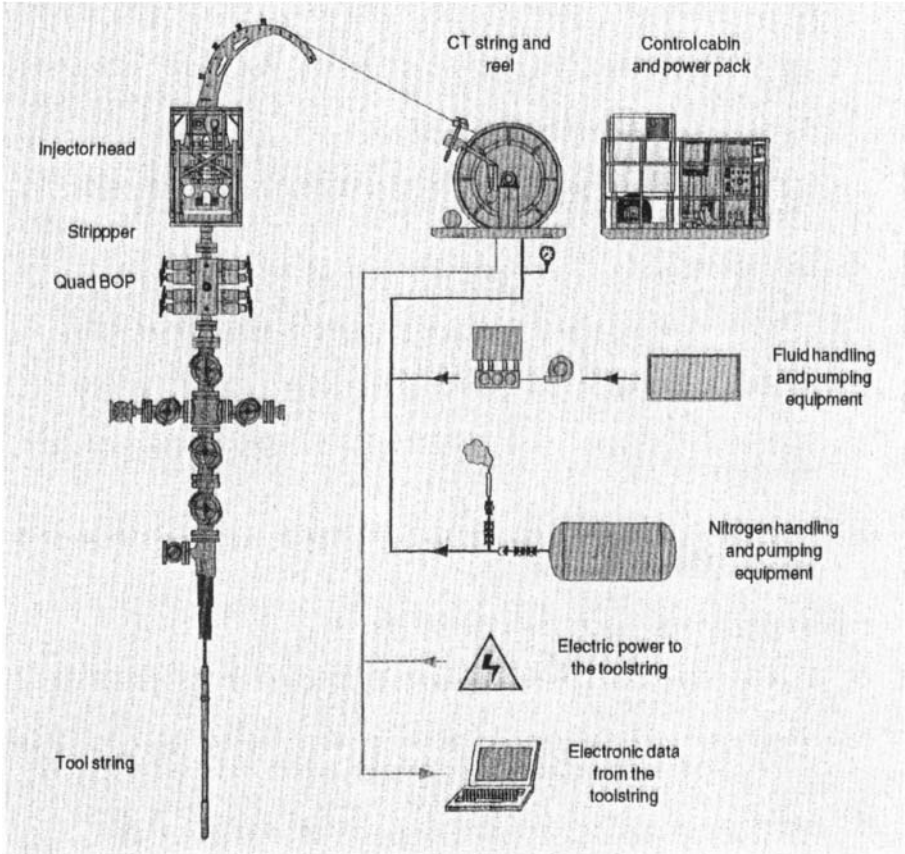 CT string and
reel
Control cabin
and power pack
Injector head
Strippper
Quad BOP
Fluid handling
and pumping
equipment
Nitrogen handling
and pumping
equipment
Electric power to
the toolstring
Tool string
Electronic data
from the
toolstring